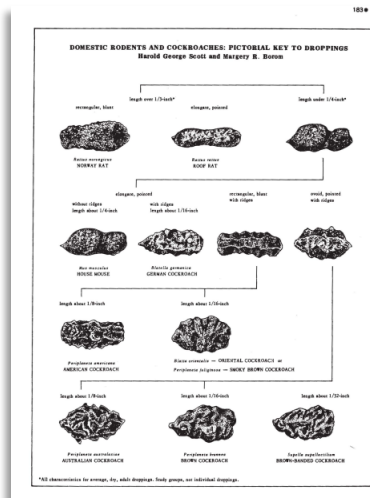 183
DOMESTIC RODENTS AND COCKROACHES: PICTORIAL KEY TO DROPPINGS
Harold George Scott and Margery R. Borom
length over 1/3-inch*
length under 1/4-inch*
rectangular, blunt
elongate, pointed
Rattus norvegicus
NORWAY RAT
Rattus rattus
ROOF RAT
elongate, pointed
rectangular, blunt
with ridges
ovoid, pointed
with ridges
without ridges
length about 1/4-inch
with ridges
length about 1/16-inch
Mus musculus
HOUSE MOUSE
Blatella germanica
GERMAN COCKROACH
length about 1/8-inch
length about 1/16-inch
Periplaneta americana
AMERICAN COCKROACH
Blatta orientalis — ORIENTAL COCKROACH or
Periplaneta fuliginosa — SMOKY BROWN COCKROACH
length about 1/8-inch
length about 1/16-inch
length about 1/32-inch
Periplaneta australasiae
AUSTRALIAN COCKROACH
Periplaneta brunnea
BROWN COCKROACH
Supella supellectilium
BROWN-BANDED COCKROACH
*All characteristics for average, dry, adult droppings. Study groups, not individual droppings.